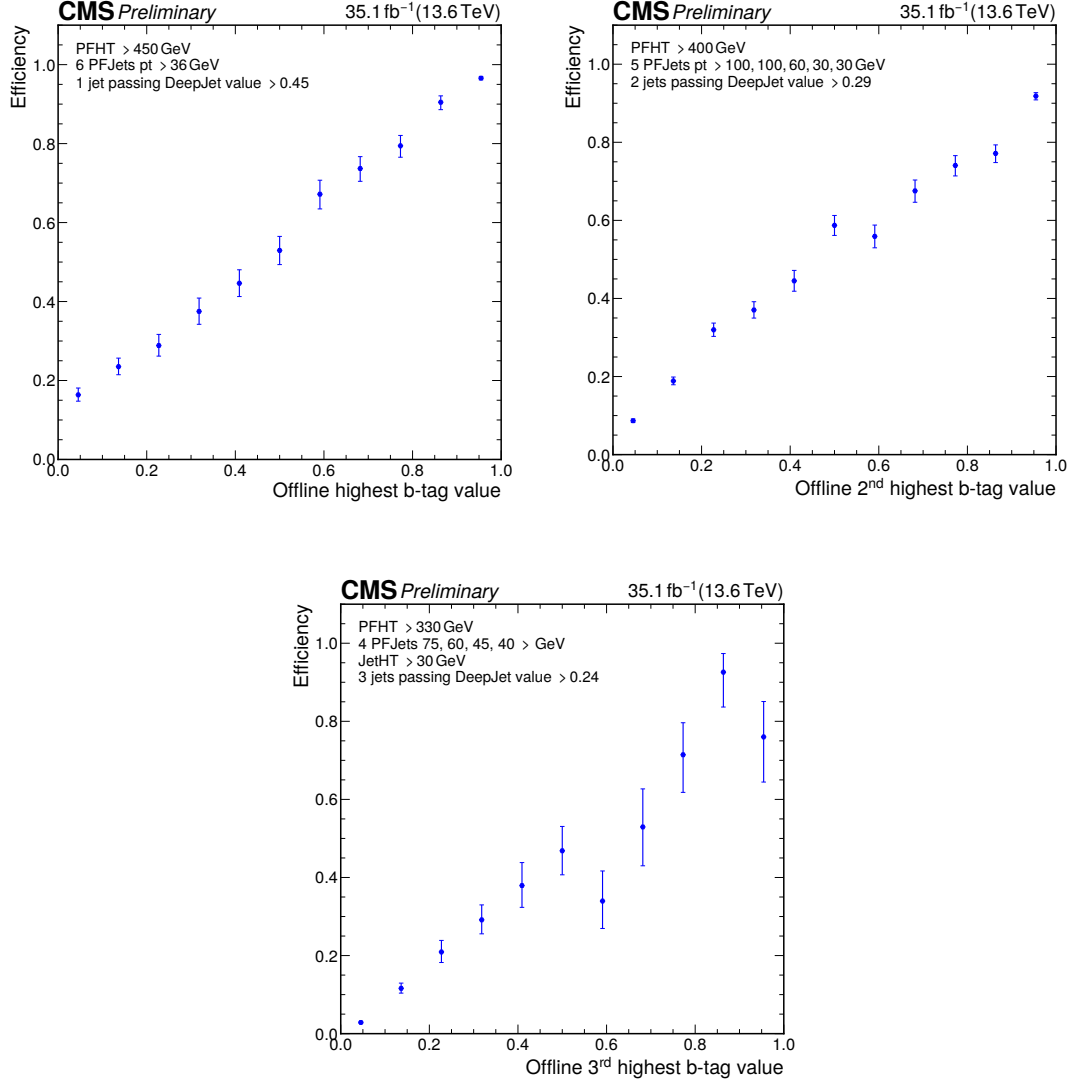 CMS Preliminary 35.1 fb⁻¹ (13.6 TeV)
PFHT > 450 GeV
6 PFJets pt > 36 GeV
1 jet passing DeepJet value > 0.45
Efficiency
1.0
0.8
0.6
0.4
0.2
0.0
0.0 0.2 0.4 0.6 0.8 1.0
Offline highest b-tag value
CMS Preliminary 35.1 fb⁻¹ (13.6 TeV)
PFHT > 400 GeV
5 PFJets pt > 100, 100, 60, 30, 30 GeV
2 jets passing DeepJet value > 0.29
Efficiency
1.0
0.8
0.6
0.4
0.2
0.0
0.0 0.2 0.4 0.6 0.8 1.0
Offline 2nd highest b-tag value
CMS Preliminary 35.1 fb⁻¹ (13.6 TeV)
PFHT > 330 GeV
4 PFJets 75, 60, 45, 40 > GeV
JetHT > 30 GeV
3 jets passing DeepJet value > 0.24
Efficiency
1.0
0.8
0.6
0.4
0.2
0.0
0.0 0.2 0.4 0.6 0.8 1.0
Offline 3rd highest b-tag value